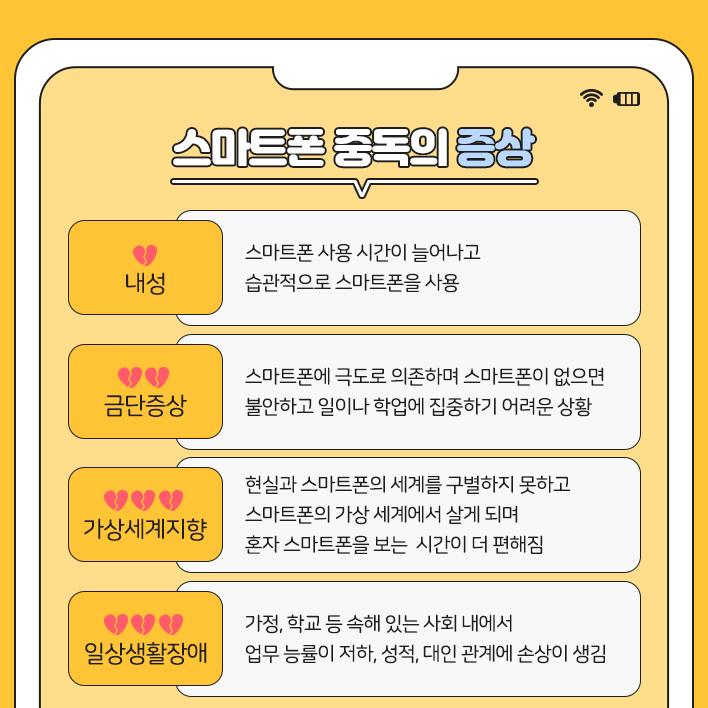 스마트폰 중독의 증상
내성
스마트폰 사용 시간이 늘어나고
습관적으로 스마트폰을 사용
금단증상
스마트폰에 극도로 의존하며 스마트폰이 없으면
불안하고 일이나 학업에 집중하기 어려운 상황
가상세계지향
현실과 스마트폰의 세계를 구별하지 못하고
스마트폰의 가상 세계에서 살게 되며
혼자 스마트폰을 보는 시간이 더 편해짐
일상생활장애
가정, 학교 등 속해 있는 사회 내에서
업무 능률이 저하, 성적, 대인 관계에 손상이 생김